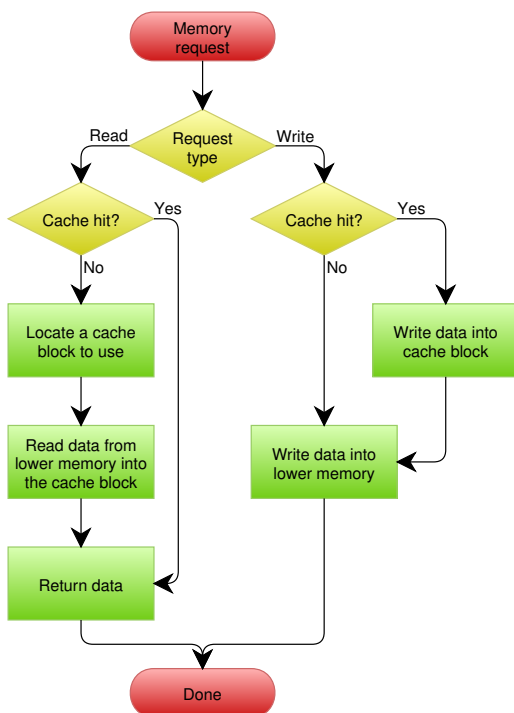 Memory
request
Read
Request
type
Write
Cache hit?
Yes
Cache hit?
Yes
No
No
Locate a cache
block to use
Write data into
cache block
Read data from
lower memory into
the cache block
Write data into
lower memory
Return data
Done